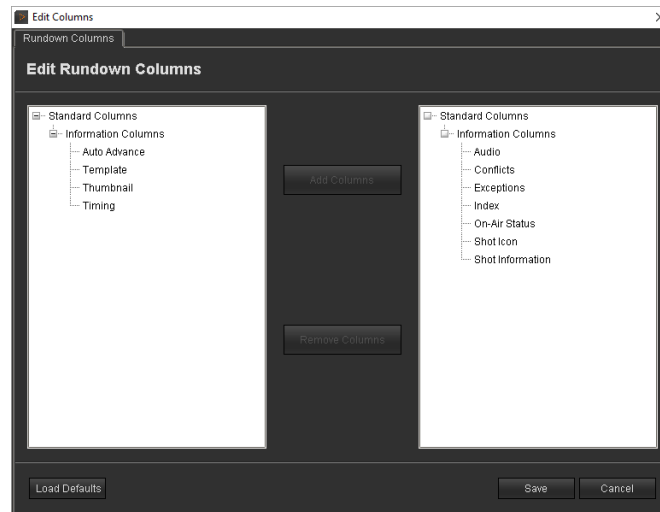 Edit Columns
Rundown Columns
Edit Rundown Columns
Standard Columns
Information Columns
Auto Advance
Template
Thumbnail
Timing
Add Columns
Remove Columns
Standard Columns
Information Columns
Audio
Conflicts
Exceptions
Index
On-Air Status
Shot Icon
Shot Information
Load Defaults
Save
Cancel